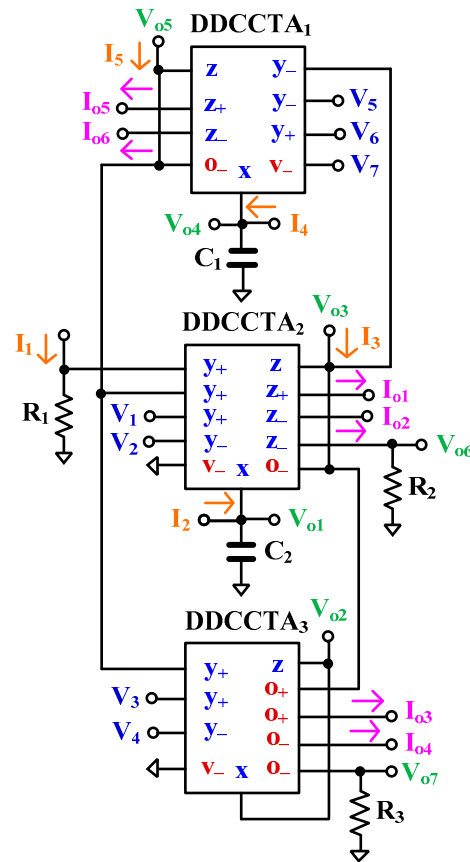 DDCCTA₁
Vₒ₅
I₅
z y₋
Iₒ₅ z₊ y₋ V₅
Iₒ₆ z₋ y₊ V₆
o₋ x v₋ V₇
Vₒ₄ I₄
C₁
DDCCTA₂
Vₒ₃
I₁ I₃
y₊ z
y₊ z₊ Iₒ₁
R₁ V₁ y₊ z₋ Iₒ₂
V₂ y₋ z₋ Vₒ₆
v₋ x o₋
R₂
I₂ Vₒ₁
C₂
DDCCTA₃
Vₒ₂
y₊ z
V₃ y₊ o₊
V₄ y₋ o₊ Iₒ₃
o₋ Iₒ₄
v₋ x o₋ Vₒ₇
R₃